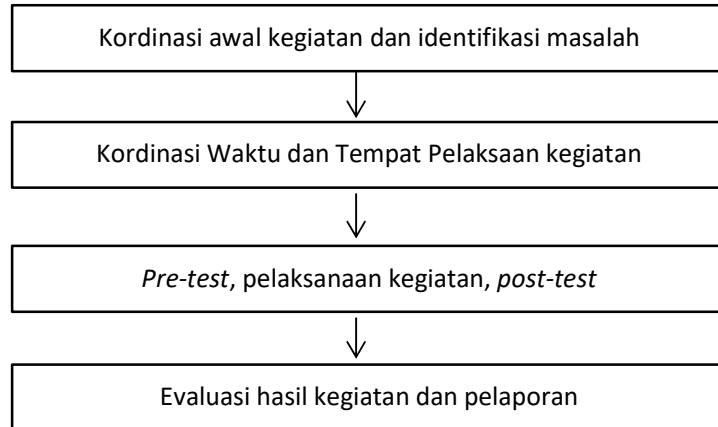 Kordinasi awal kegiatan dan identifikasi masalah
Kordinasi Waktu dan Tempat Pelaksaan kegiatan
Pre-test, pelaksanaan kegiatan, post-test
Evaluasi hasil kegiatan dan pelaporan